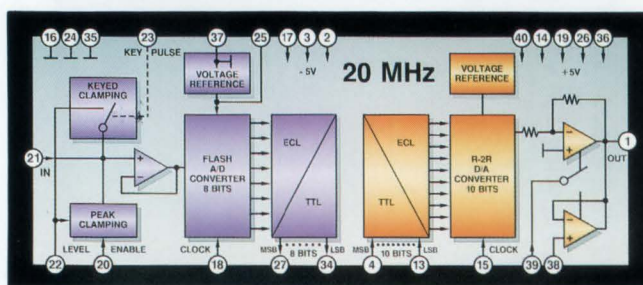 16 24 35 23 37 25 17 3 2 40 14 19 26 36
KEY PULSE
- 5V
20 MHz
+5V
KEYED
CLAMPING
VOLTAGE
REFERENCE
VOLTAGE
REFERENCE
21
IN
FLASH
A/D
CONVERTER
8 BITS
ECL
TTL
ECL
TTL
R-2R
D/A
CONVERTER
10 BITS
1
OUT
PEAK
CLAMPING
LEVEL ENABLE
CLOCK
MSB 8 BITS LSB
MSB 10 BITS LSB
CLOCK
22 20 18 27 34 4 13 15 39 38